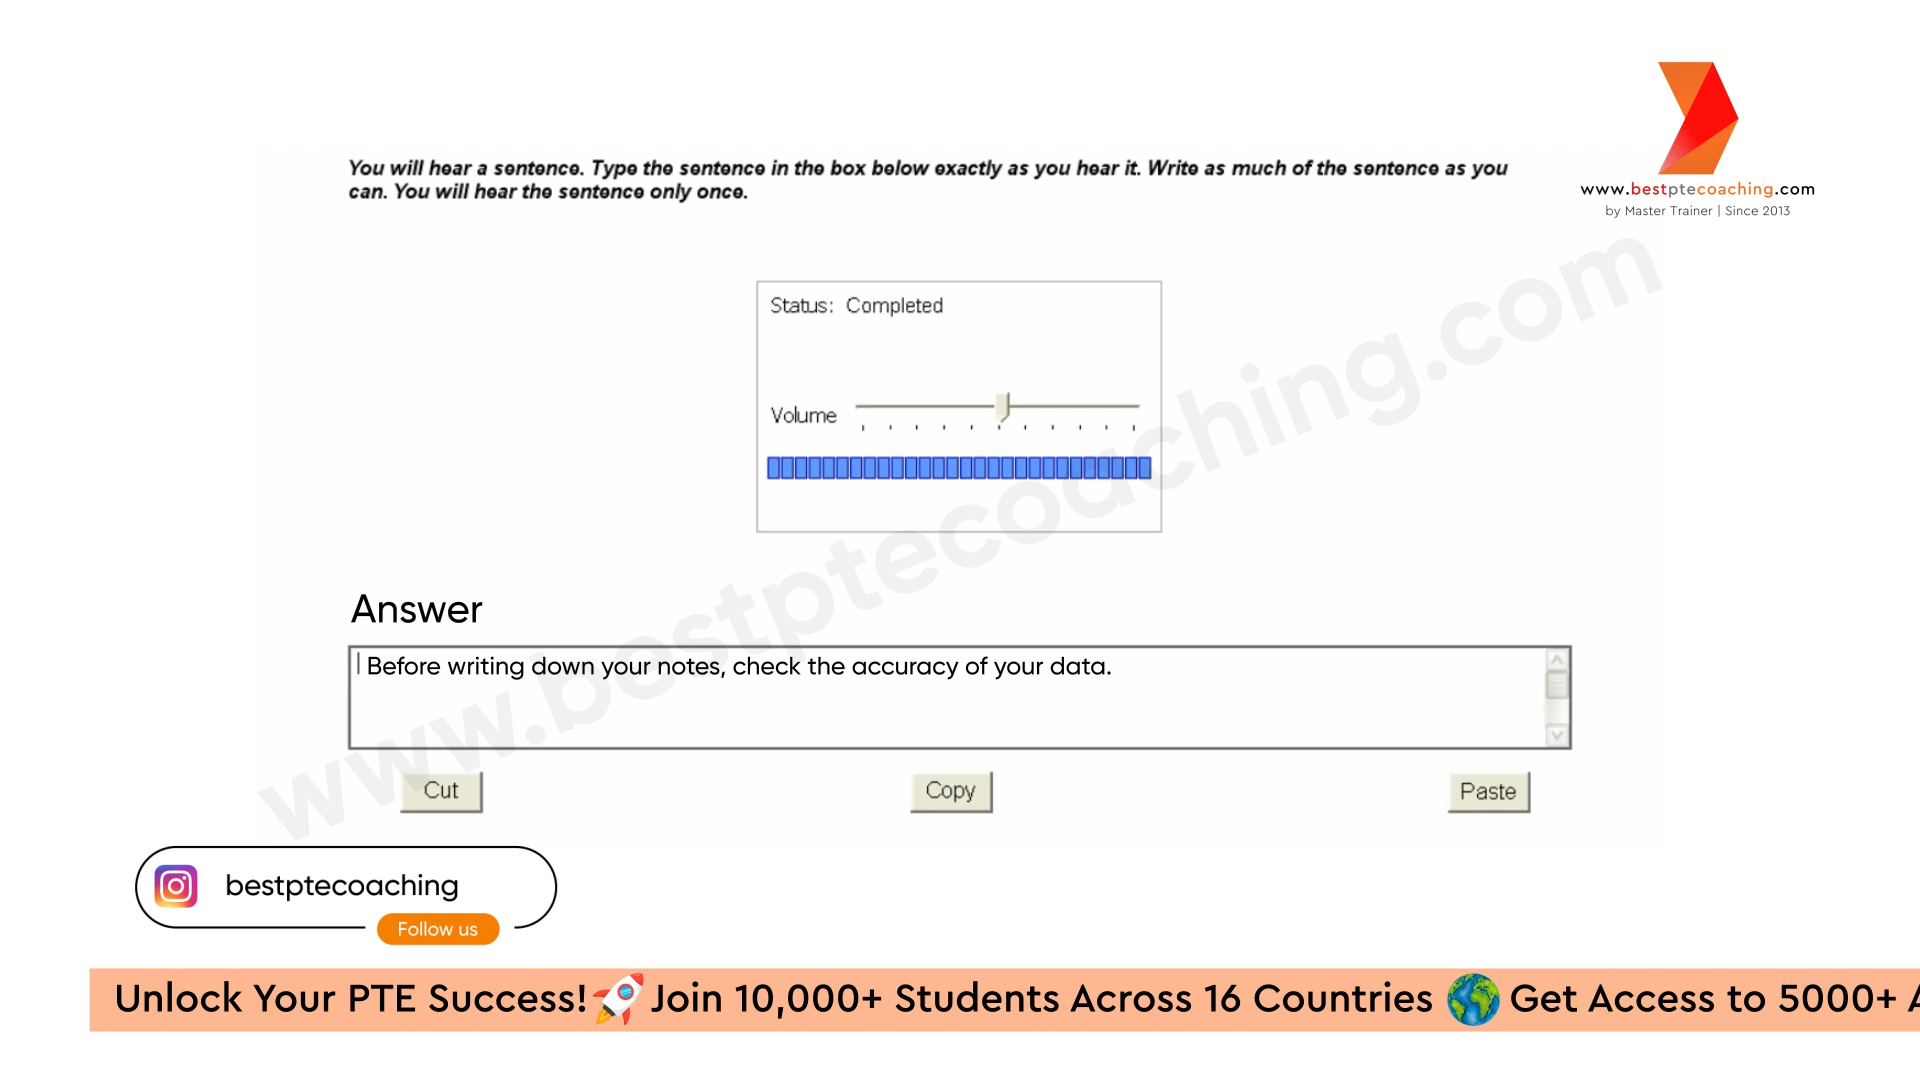 You will hear a sentence. Type the sentence in the box below exactly as you hear it. Write as much of the sentence as you
can. You will hear the sentence only once.
www.bestptecoaching.com
by Master Trainer | Since 2013
Status: Completed
Volume
www.bestptecoaching.com
Answer
Before writing down your notes, check the accuracy of your data.
Cut
Copy
Paste
bestptecoaching
Follow us
Unlock Your PTE Success!🚀Join 10,000+ Students Across 16 Countries 🌍 Get Access to 5000+ A